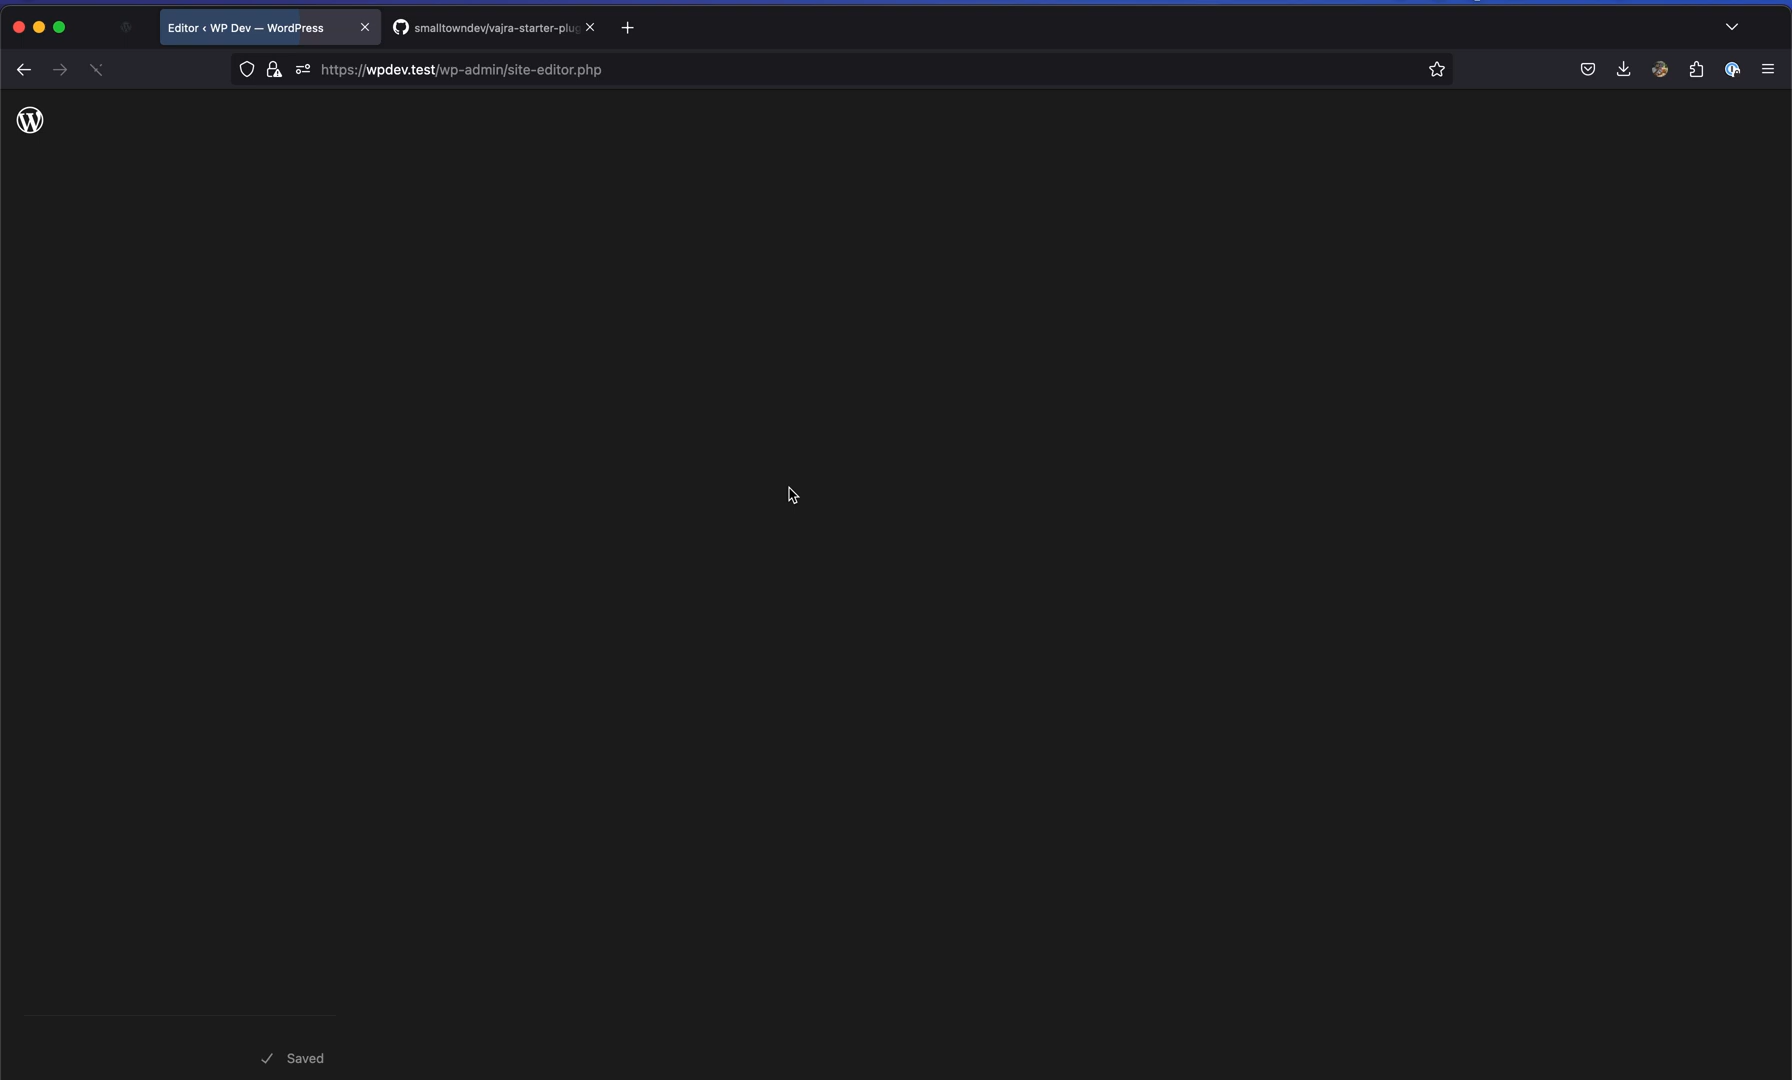 Editor ‹ WP Dev — WordPress
smalltowndev/vajra-starter-plug
https://wpdev.test/wp-admin/site-editor.php
Saved